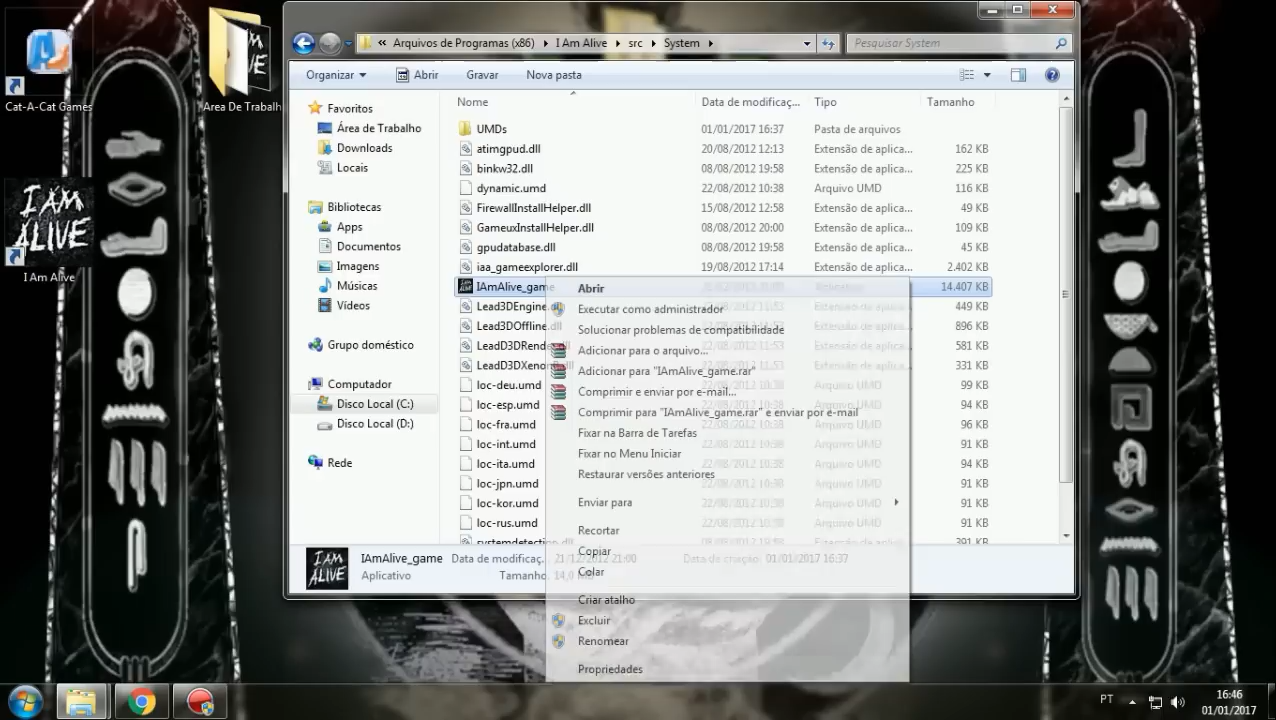 Cat-A-Cat Games
Area De Trabalh
I AM
ALIVE
I Am Alive
« Arquivos de Programas (x86) I Am Alive src System
Pesquisar System
Organizar Abrir Gravar Nova pasta
Nome Data de modificaç... Tipo Tamanho
Favoritos
Área de Trabalho
Downloads
Locais
Bibliotecas
Apps
Documentos
Imagens
Músicas
Vídeos
Grupo doméstico
Computador
Disco Local (C:)
Disco Local (D:)
Rede
UMDs 01/01/2017 16:37 Pasta de arquivos
atimgpud.dll 20/08/2012 12:13 Extensão de aplica... 162 KB
binkw32.dll 08/08/2012 19:58 Extensão de aplica... 225 KB
dynamic.umd 22/08/2012 10:38 Arquivo UMD 116 KB
FirewallInstallHelper.dll 15/08/2012 12:58 Extensão de aplica... 49 KB
GameuxInstallHelper.dll 08/08/2012 20:00 Extensão de aplica... 109 KB
gpudatabase.dll 08/08/2012 19:58 Extensão de aplica... 45 KB
iaa_gameexplorer.dll 19/08/2012 17:14 Extensão de aplica... 2.402 KB
IAmAlive_game 14.407 KB
Lead3DEngine 449 KB
Lead3DOffline.dll 896 KB
LeadD3DRende 581 KB
LeadD3DXenon 331 KB
loc-deu.umd 99 KB
loc-esp.umd 94 KB
loc-fra.umd 96 KB
loc-int.umd 91 KB
loc-ita.umd 94 KB
loc-jpn.umd 91 KB
loc-kor.umd 91 KB
loc-rus.umd 91 KB
systemdetection.dll 391 KB
Abrir
Executar como administrador
Solucionar problemas de compatibilidade
Adicionar para o arquivo...
Adicionar para "IAmAlive_game.rar"
Comprimir e enviar por e-mail...
Comprimir para "IAmAlive_game.rar" e enviar por e-mail
Fixar na Barra de Tarefas
Fixar no Menu Iniciar
Restaurar versões anteriores
Enviar para
Recortar
Copiar
Colar
Criar atalho
Excluir
Renomear
Propriedades
I AM
ALIVE
IAmAlive_game Data de modificaç... 21/12/2012 21:00 Data de criação: 01/01/2017 16:37
Aplicativo Tamanho: 14,0 MB
PT
16:46
01/01/2017